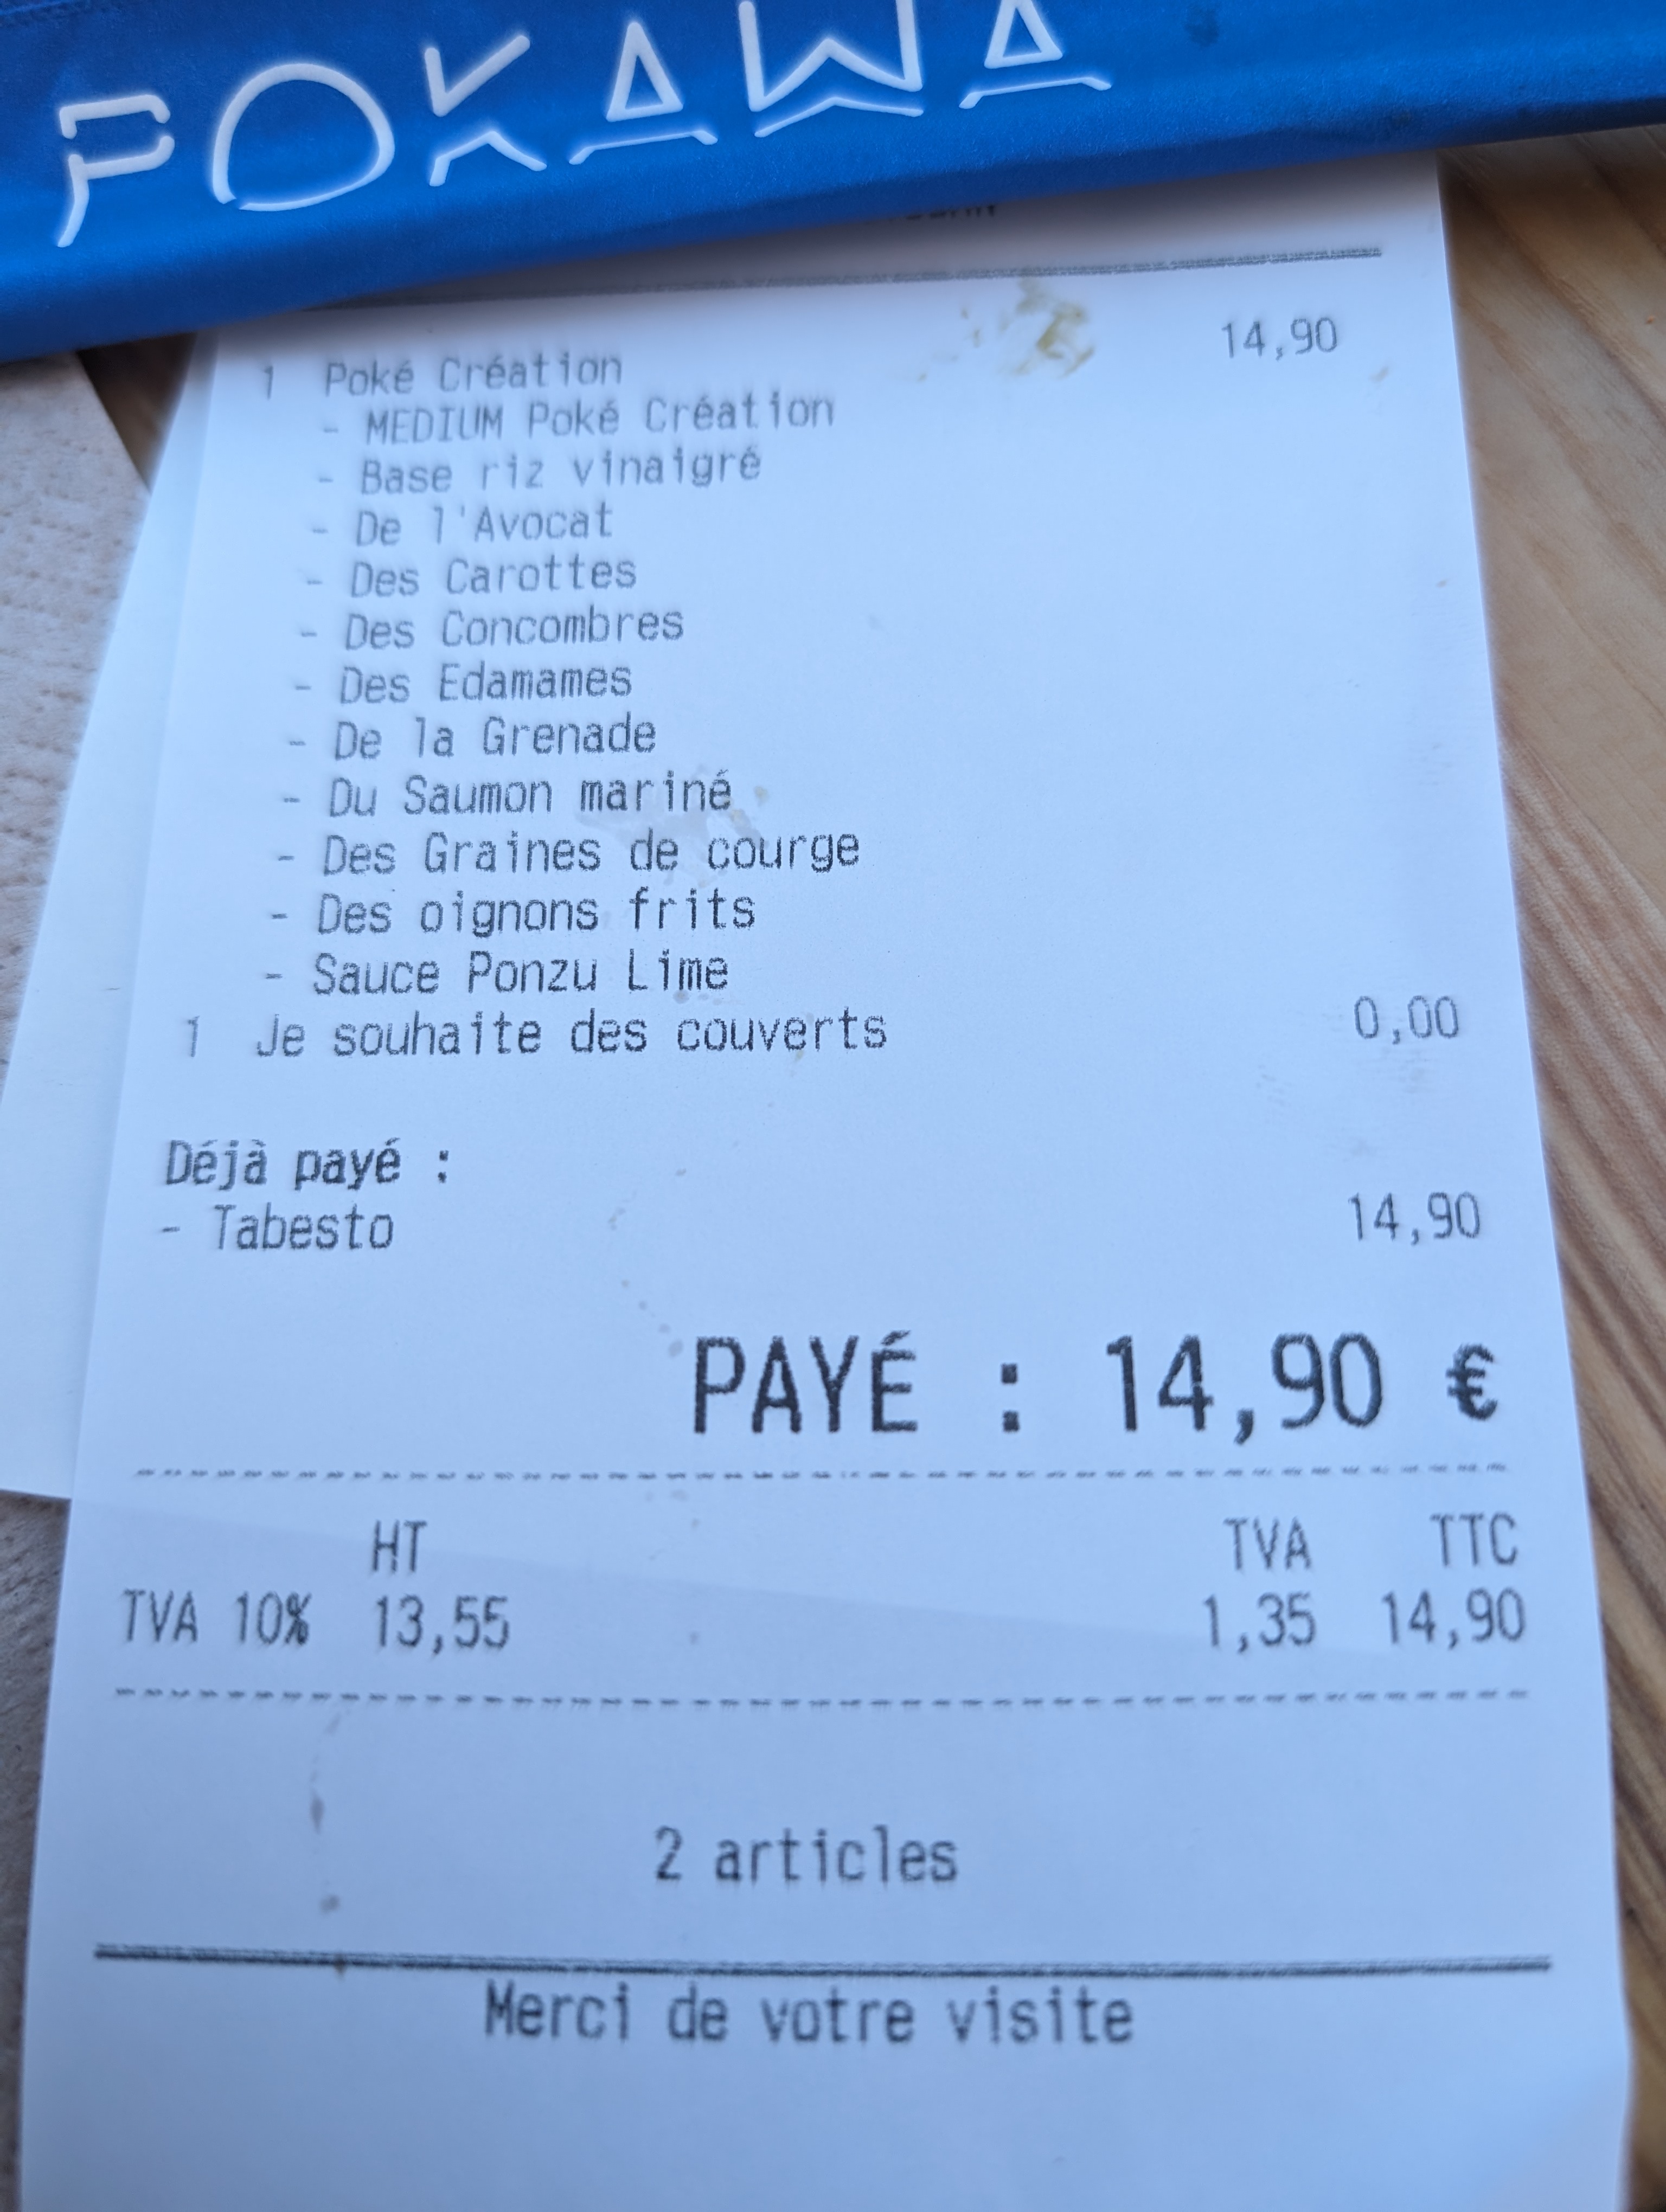 POKAWA
1 Poké Création 14,90
- MEDIUM Poké Création
- Base riz vinaigré
- De l'Avocat
- Des Carottes
- Des Concombres
- Des Edamames
- De la Grenade
- Du Saumon mariné
- Des Graines de courge
- Des oignons frits
- Sauce Ponzu Lime
1 Je souhaite des couverts 0,00
Déjà payé :
- Tabesto 14,90
PAYÉ : 14,90 €
HT TVA TTC
TVA 10% 13,55 1,35 14,90
2 articles
Merci de votre visite